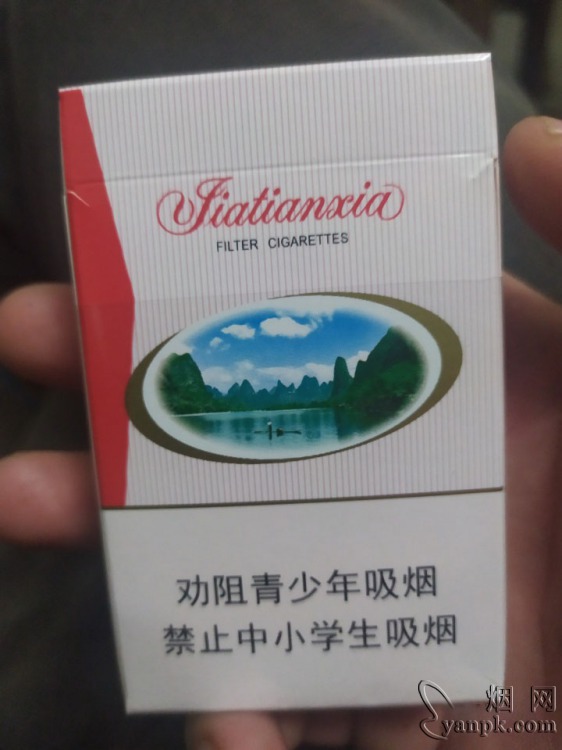 Jiatianxia
FILTER CIGARETTES
劝阻青少年吸烟
禁止中小学生吸烟
烟网
yanpk.com